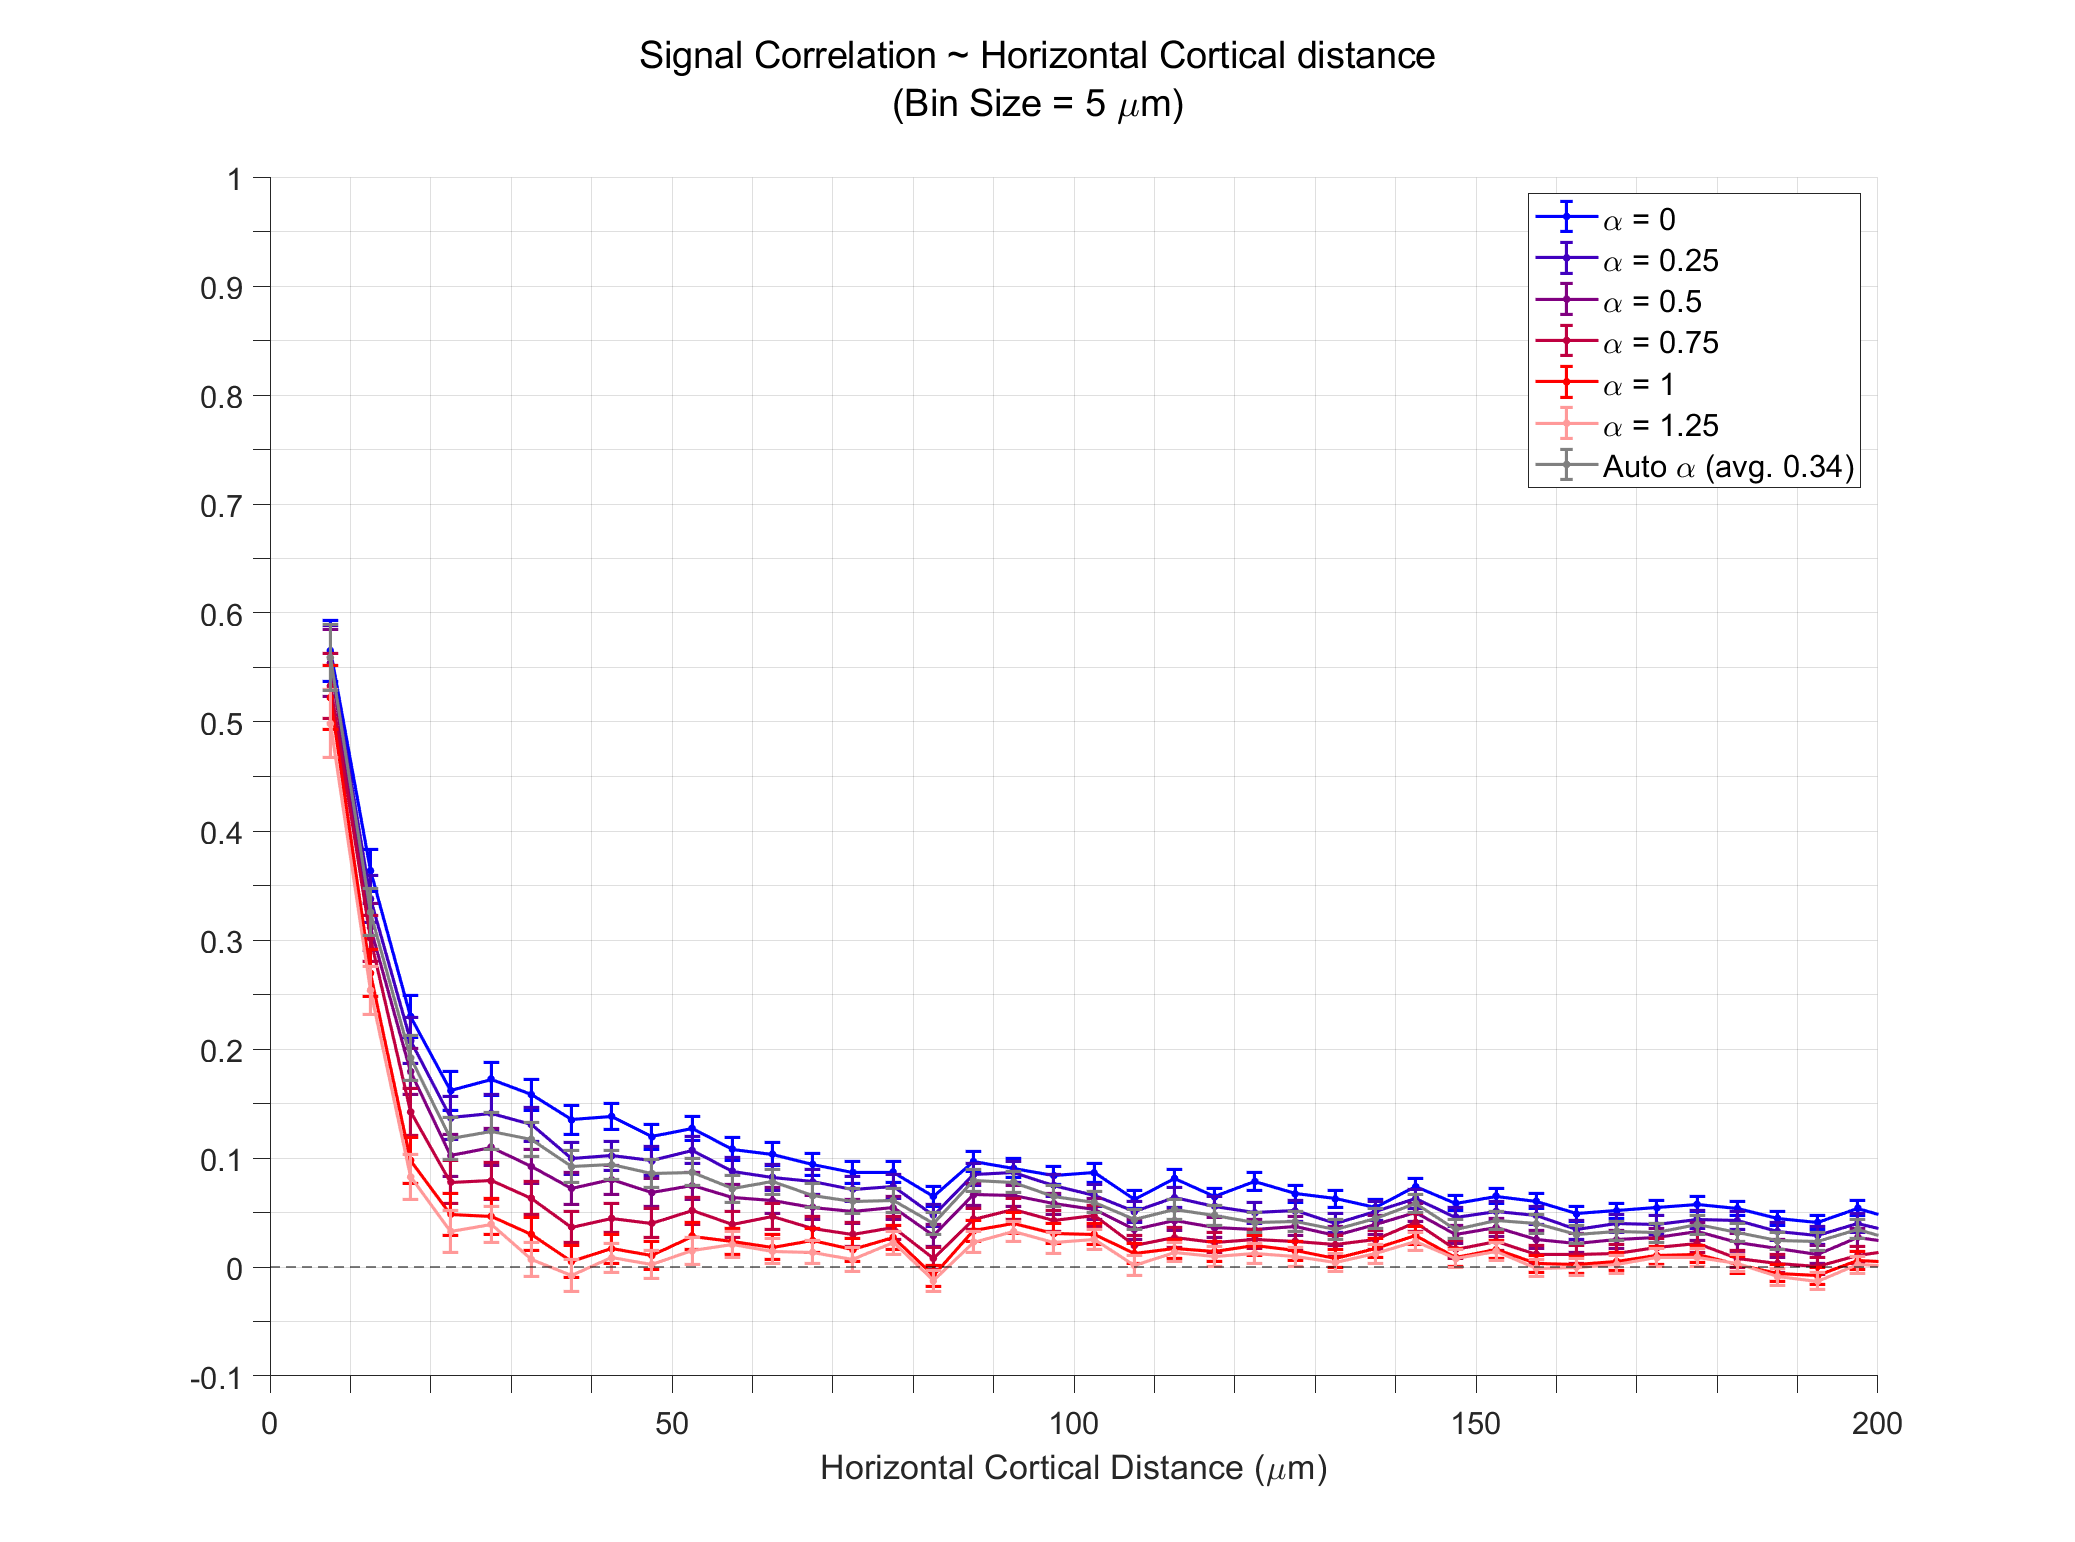 Signal Correlation ~ Horizontal Cortical distance
(Bin Size = 5 μm)
1
0.9
0.8
0.7
0.6
0.5
0.4
0.3
0.2
0.1
0
-0.1
α = 0
α = 0.25
α = 0.5
α = 0.75
α = 1
α = 1.25
Auto α (avg. 0.34)
0 50 100 150 200
Horizontal Cortical Distance (μm)